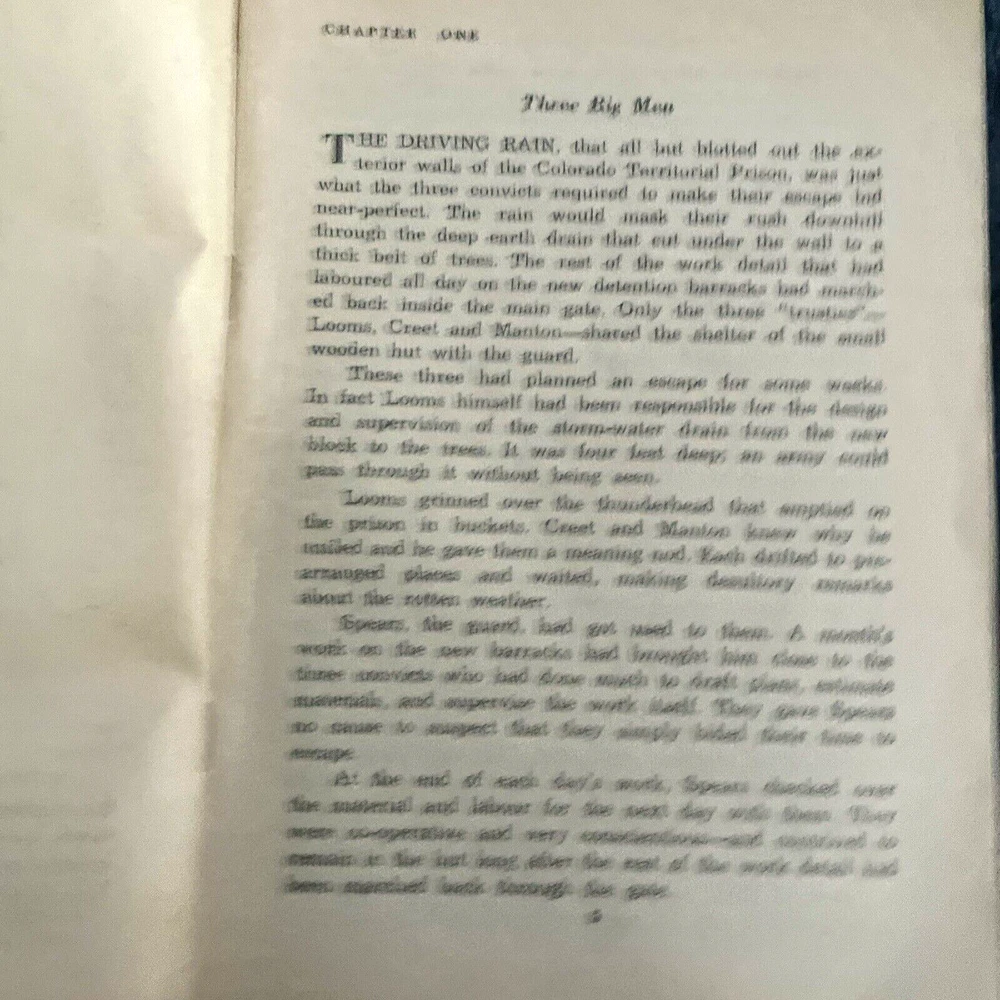 CHAPTER ONE
Three Big Men
THE DRIVING RAIN, that all but blotted out the ex-
terior walls of the Colorado Territorial Prison, was just
what the three convicts required to make their escape bid
near-perfect. The rain would mask their rush downhill
through the deep earth drain that cut under the wall to a
thick belt of trees. The rest of the work detail that had
laboured all day on the new detention barracks had march-
ed back inside the main gate. Only the three "trusties"—
Looms, Creet and Manton—shared the shelter of the small
wooden hut with the guard.
These three had planned an escape for some weeks.
In fact Looms himself had been responsible for the design
and supervision of the storm-water drain from the new
block to the trees. It was four feet deep; an army could
pass through it without being seen.
Looms grinned over the thunderhead that emptied on
the prison in buckets. Creet and Manton knew why he
smiled and he gave them a meaning nod. Each drifted to pre-
arranged places and waited, making desultory remarks
about the rotten weather.
Spears, the guard, had got used to them. A month's
work on the new barracks had brought him close to the
three convicts who had done much to draft plans, estimate
materials, and supervise the work itself. They gave Spears
no cause to suspect that they simply bided their time to
escape.
At the end of each day's work, Spears checked over
the material and labour for the next day with them. They
were co-operative and very conscientious—and contrived to
remain in the hut long after the rest of the work detail had
been marched back through the gate.